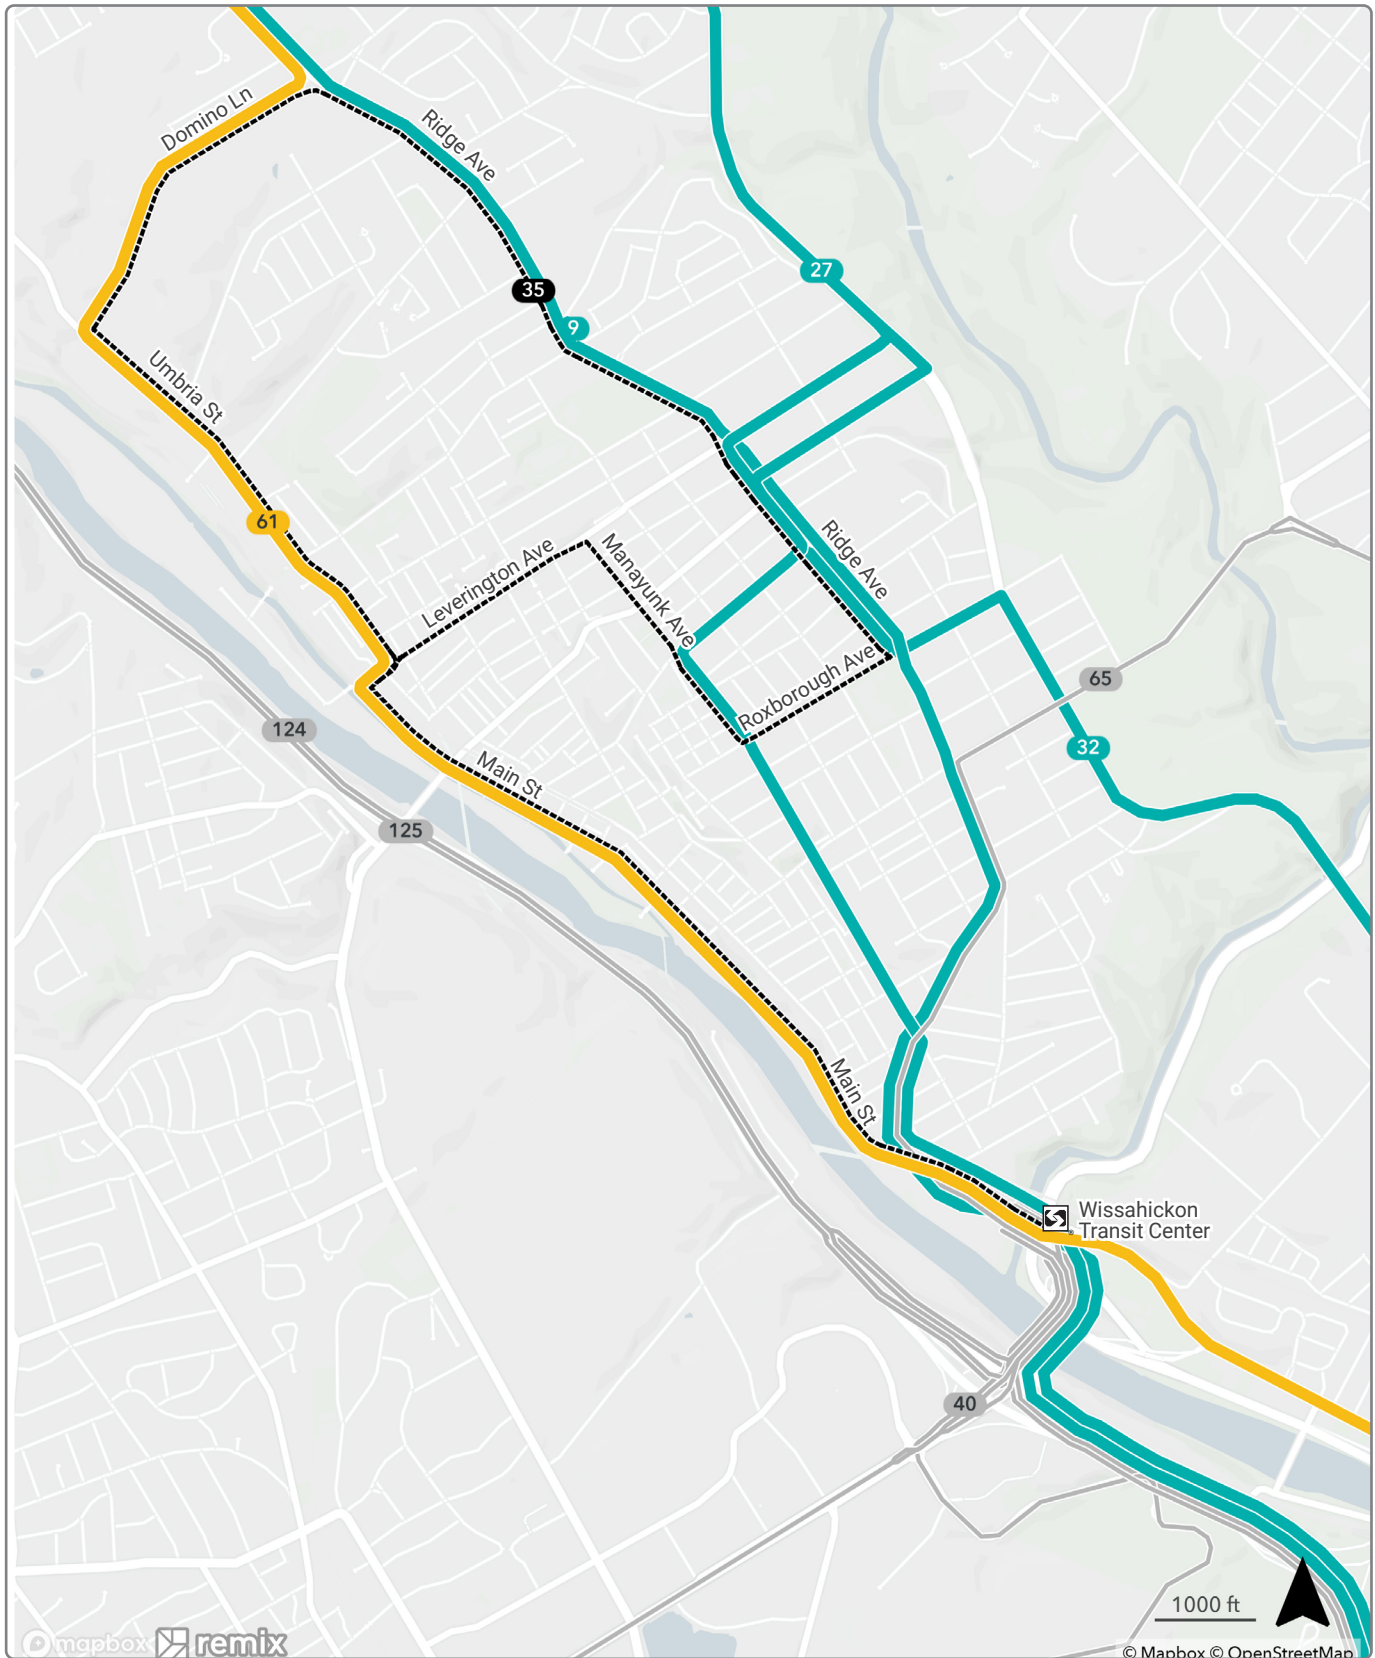 Domino Ln
Ridge Ave
27
35
9
Umbria St
61
Leverington Ave
Manayunk Ave
Ridge Ave
Roxborough Ave
65
124
32
Main St
125
Main St
Wissahickon
Transit Center
40
1000 ft
mapbox remix
© Mapbox © OpenStreetMap